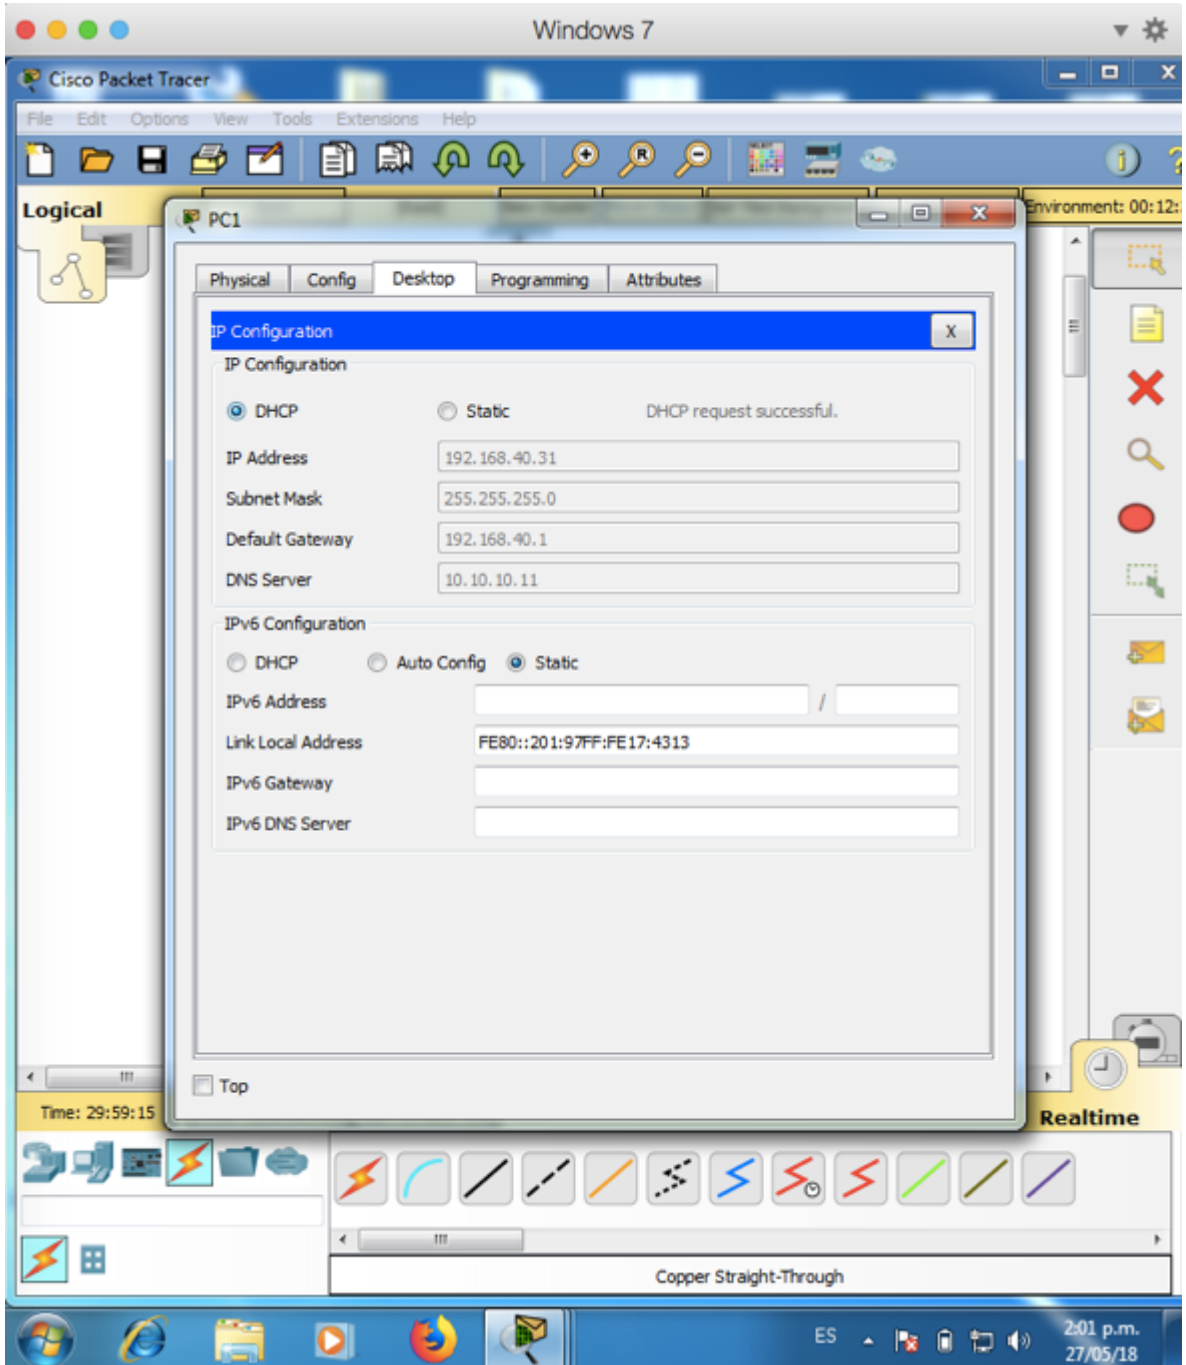 Windows 7
Cisco Packet Tracer
File Edit Options View Tools Extensions Help
Logical
Environment: 00:12:
PC1
Physical Config Desktop Programming Attributes
IP Configuration
X
IP Configuration
DHCP Static DHCP request successful.
IP Address 192.168.40.31
Subnet Mask 255.255.255.0
Default Gateway 192.168.40.1
DNS Server 10.10.10.11
IPv6 Configuration
DHCP Auto Config Static
IPv6 Address /
Link Local Address FE80::201:97FF:FE17:4313
IPv6 Gateway
IPv6 DNS Server
Top
Time: 29:59:15
Realtime
Copper Straight-Through
ES
2:01 p.m.
27/05/18